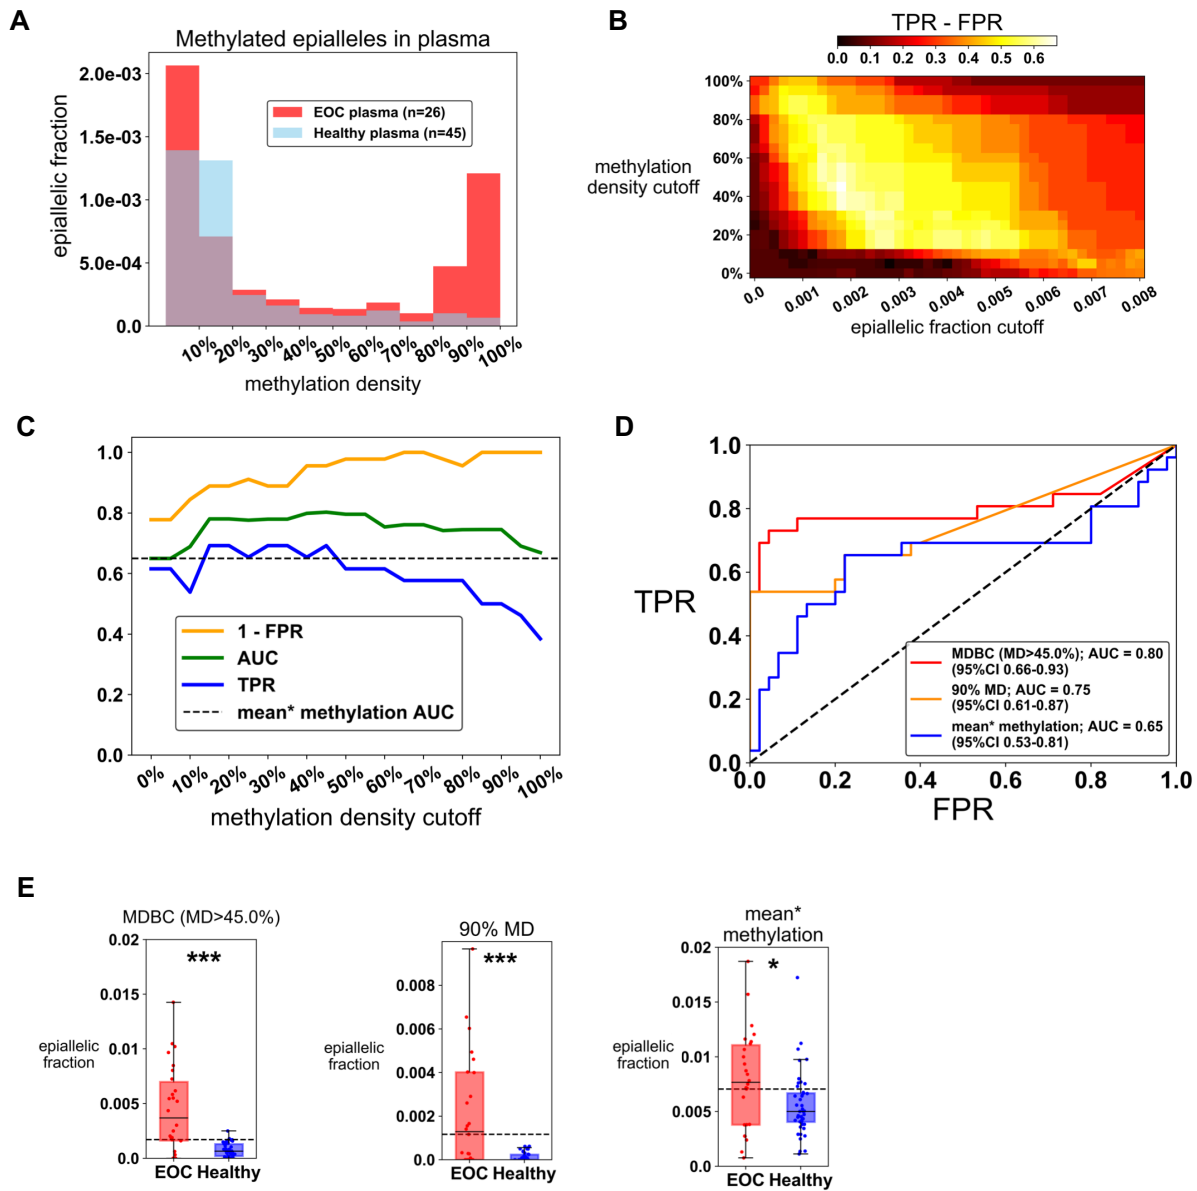 A
Methylated epialleles in plasma
epiallelic fraction
2.0e-03
1.5e-03
1.0e-03
5.0e-04
0.0
EOC plasma (n=26)
Healthy plasma (n=45)
10% 20% 30% 40% 50% 60% 70% 80% 90% 100%
methylation density
B
TPR - FPR
0.0 0.1 0.2 0.3 0.4 0.5 0.6
methylation
density cutoff
100%
80%
60%
40%
20%
0%
0.0 0.001 0.002 0.003 0.004 0.005 0.006 0.007 0.008
epiallelic fraction cutoff
C
1.0
0.8
0.6
0.4
0.2
0.0
1 - FPR
AUC
TPR
mean* methylation AUC
0% 10% 20% 30% 40% 50% 60% 70% 80% 90% 100%
methylation density cutoff
D
TPR
1.0
0.8
0.6
0.4
0.2
0.0
MDBC (MD>45.0%); AUC = 0.80
(95%CI 0.66-0.93)
90% MD; AUC = 0.75
(95%CI 0.61-0.87)
mean* methylation; AUC = 0.65
(95%CI 0.53-0.81)
0.0 0.2 0.4 0.6 0.8 1.0
FPR
E
MDBC (MD>45.0%)
0.02
0.015
0.01
0.005
0.0
epiallelic
fraction
***
EOC Healthy
90% MD
0.008
0.006
0.004
0.002
0.0
epiallelic
fraction
***
EOC Healthy
mean*
methylation
0.02
0.015
0.01
0.005
0.0
epiallelic
fraction
*
EOC Healthy